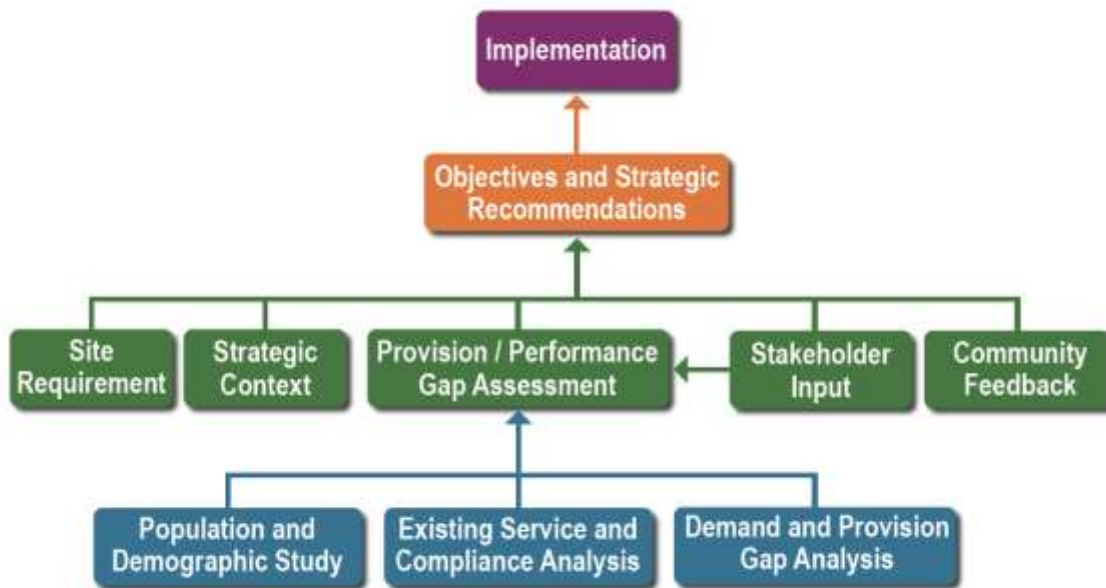 Implementation
Objectives and Strategic
Recommendations
Site
Requirement
Strategic
Context
Provision / Performance
Gap Assessment
Stakeholder
Input
Community
Feedback
Population and
Demographic Study
Existing Service and
Compliance Analysis
Demand and Provision
Gap Analysis